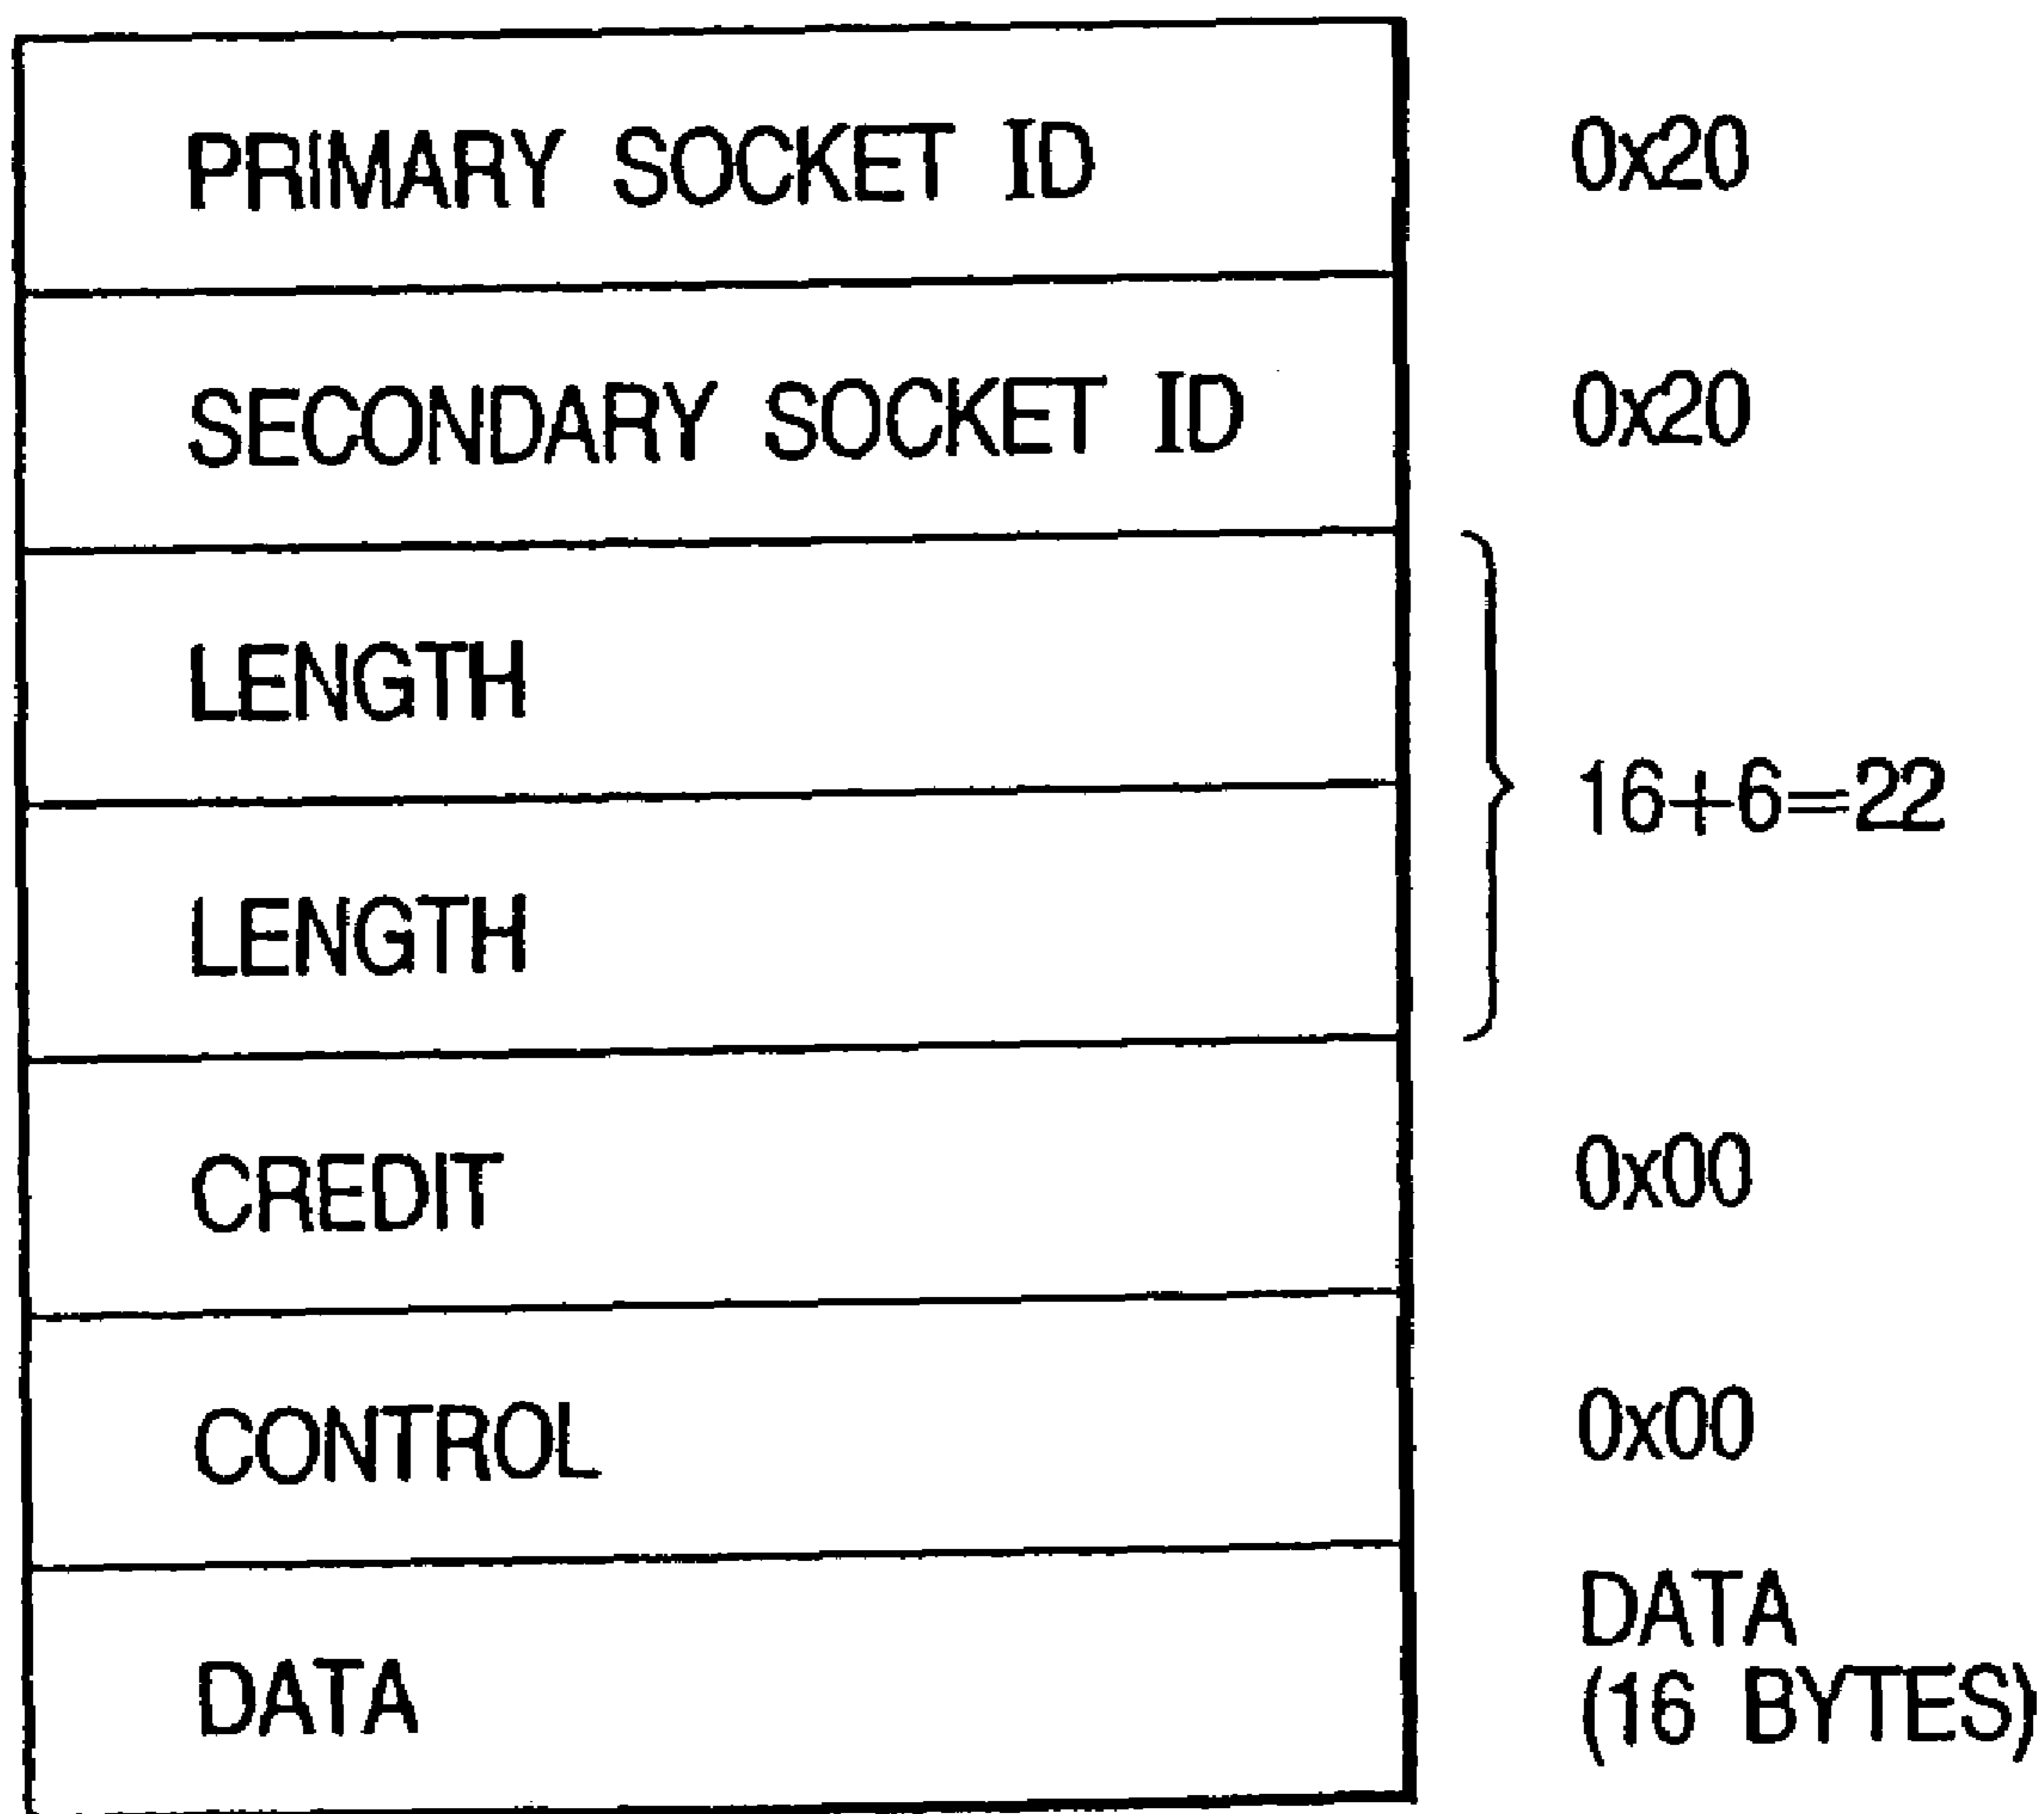 PRIMARY SOCKET ID 0x20
SECONDARY SOCKET ID 0x20
LENGTH
16+6=22
LENGTH
CREDIT 0x00
CONTROL 0x00
DATA DATA
(16 BYTES)